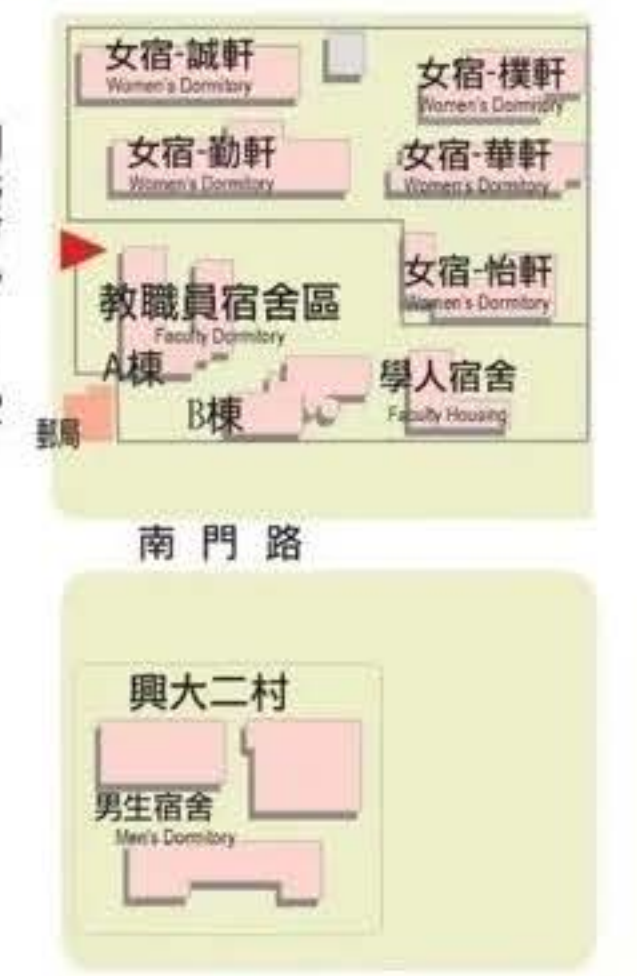 女宿-誠軒
Women's Dormitory
女宿-樸軒
Women's Dormitory
女宿-勤軒
Women's Dormitory
女宿-華軒
Women's Dormitory
女宿-怡軒
Women's Dormitory
教職員宿舍區
Faculty Dormitory
A棟
B棟
學人宿舍
Faculty Housing
郵局
南門路
興大二村
男生宿舍
Men's Dormitory